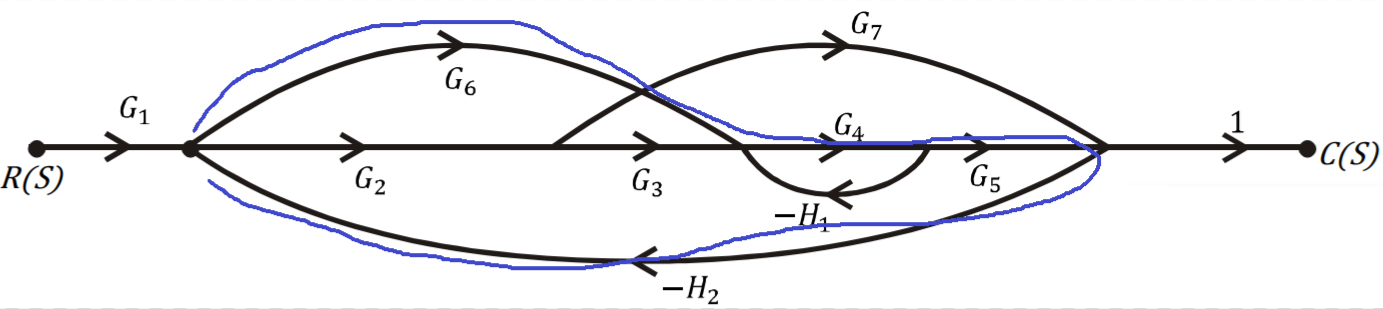 G₇
G₆
G₁
G₄
1
R(S)
G₂
G₃
G₅
C(S)
−H₁
−H₂